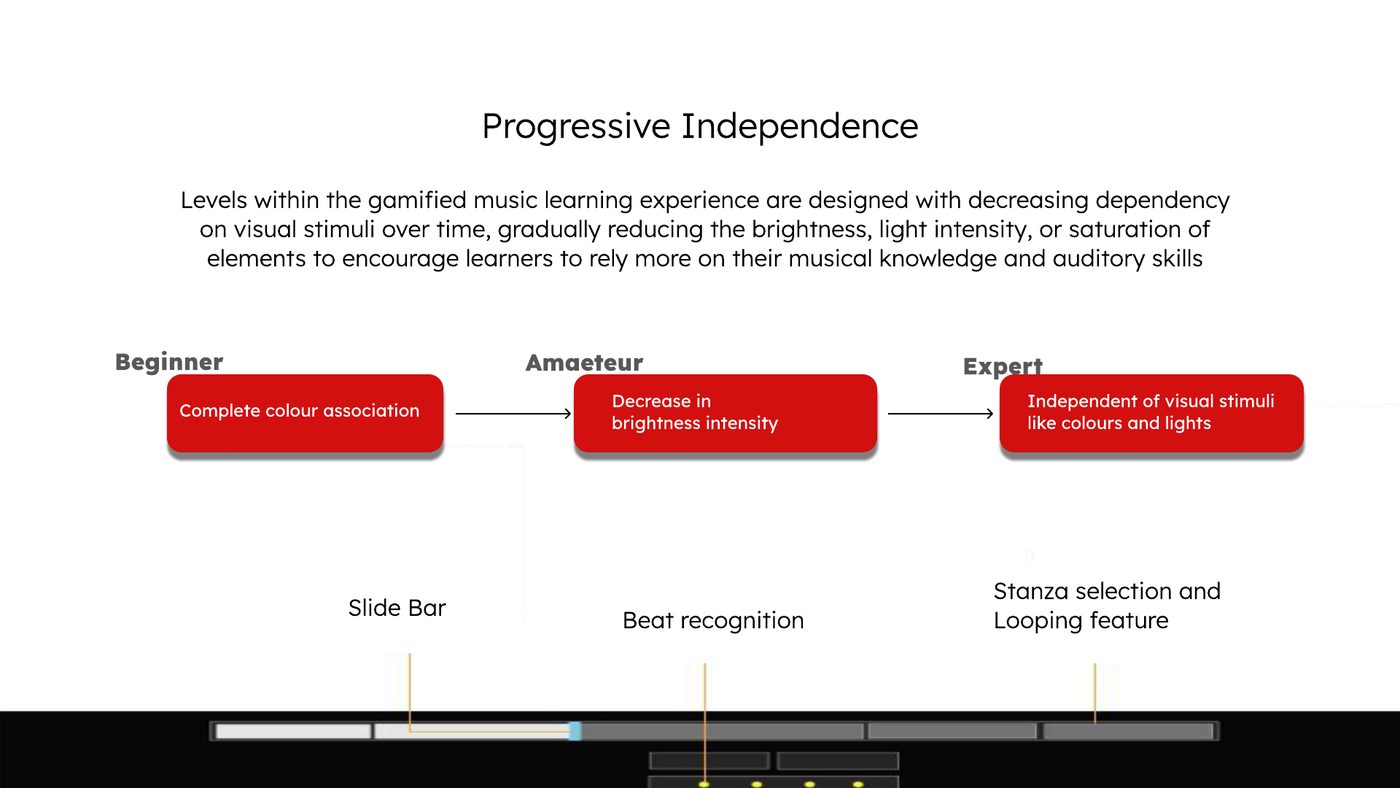 Progressive Independence
Levels within the gamified music learning experience are designed with decreasing dependency
on visual stimuli over time, gradually reducing the brightness, light intensity, or saturation of
elements to encourage learners to rely more on their musical knowledge and auditory skills
Beginner
Complete colour association
Amaeteur
Decrease in
brightness intensity
Expert
Independent of visual stimuli
like colours and lights
Slide Bar
Beat recognition
Stanza selection and
Looping feature